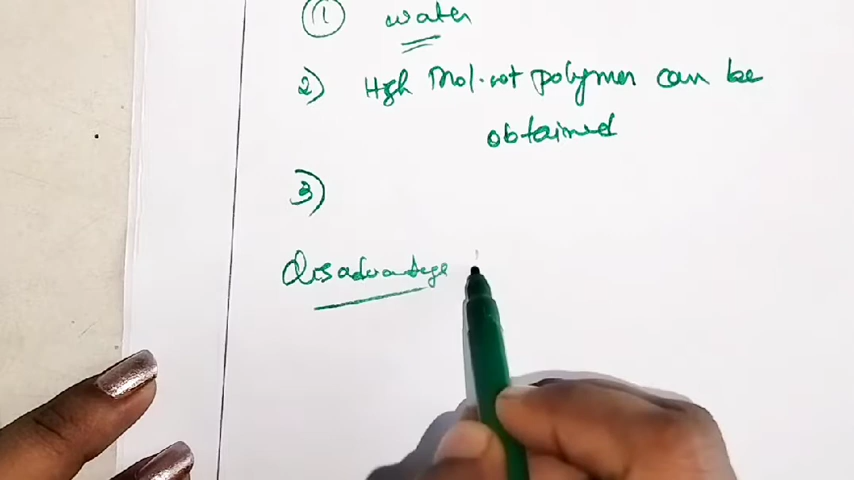 1) water
2) High Mol.wt polymer can be
obtained
3)
disadvantage